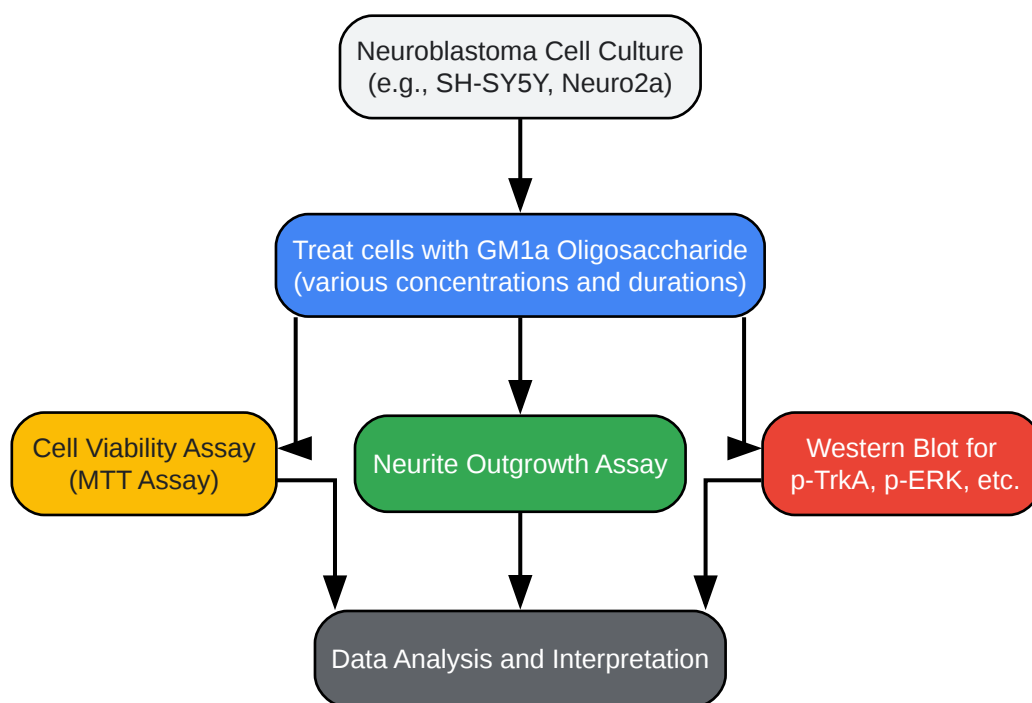 Neuroblastoma Cell Culture
(e.g., SH-SY5Y, Neuro2a)
Treat cells with GM1a Oligosaccharide
(various concentrations and durations)
Cell Viability Assay
(MTT Assay)
Neurite Outgrowth Assay
Western Blot for
p-TrkA, p-ERK, etc.
Data Analysis and Interpretation